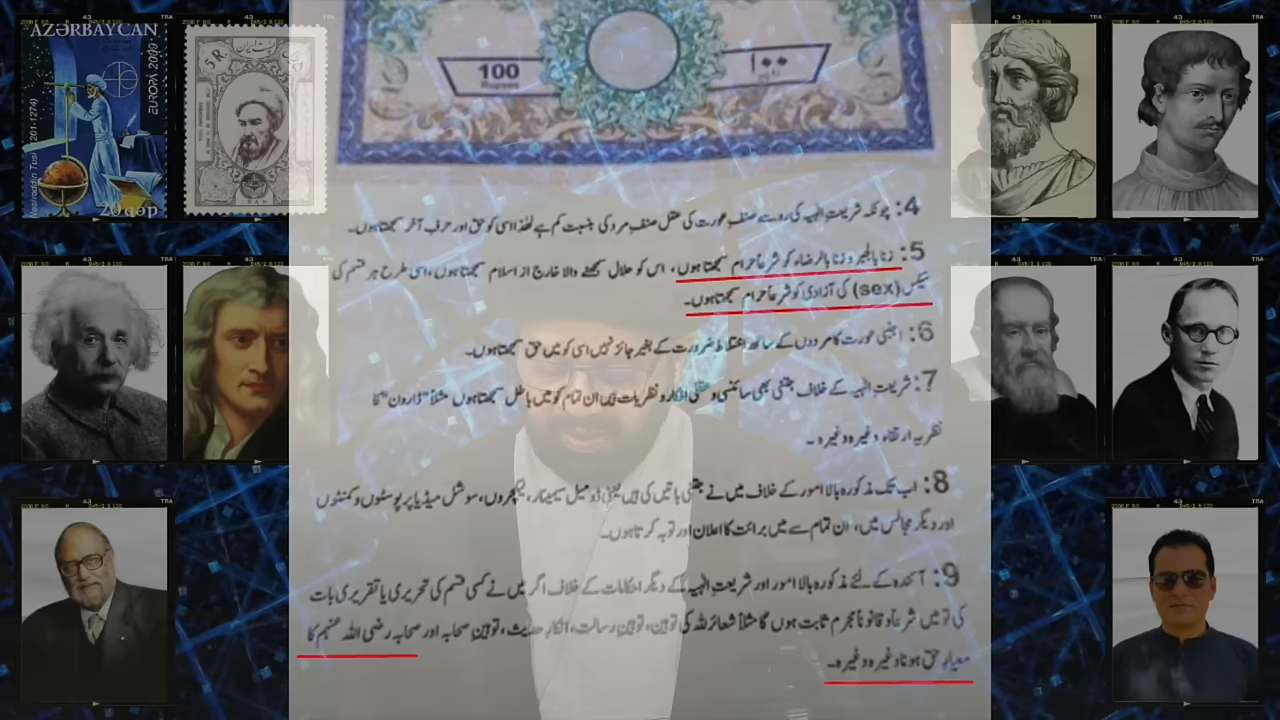 AZƏRBAYCAN
EUROPA 2009
Nəsirəddin Tusi (1201-1274)
20 qəp
5R.
100
Rupees
۱۰۰
4: چونکہ شریعتِ الٰہیہ کی رو سے صنفِ عورت کی عقل صنفِ مرد کی بنسبت کم ہے لھٰذا اسی کو حق اور حرفِ آخر سمجھتا ہوں۔
5: زنا بالجبر و زنا بالرضاء کو شرعاً حرام سمجھتا ہوں، اس کو حلال سمجھنے والا خارج از اسلام سمجھتا ہوں، اسی طرح ہر قسم کی
سیکس (sex) کی آزادی کو شرعاً حرام سمجھتا ہوں۔
6: اجنبی عورت کا مردوں کے ساتھ اختلاط ضرورت کے بغیر جائز نہیں اسی کو میں حق سمجھتا ہوں۔
7: شریعتِ الٰہیہ کے خلاف جتنی بھی سائنسی و عقلی افکار و نظریات ہیں ان تمام کو میں باطل سمجھتا ہوں مثلاً "ڈارون" کا
نظریہ ارتقاء وغیرہ وغیرہ ۔
8: اب تک مذکورہ بالا امور کے خلاف میں نے جتنی باتیں کی ہیں یعنی ڈومیل سیمینار، لیکچروں، سوشل میڈیا پر پوسٹوں و کمنٹوں
اور دیگر مجالس میں، ان تمام سے میں برائت کا اعلان اور توبہ کرتا ہوں۔
9: آئندہ کے لئے مذکورہ بالا امور اور شریعتِ الٰہیہ کے دیگر احکامات کے خلاف اگر میں نے کسی قسم کی تحریری یا تقریری بات
کی تو میں شرعاً و قانوناً مجرم ثابت ہوں گا مثلاً شعائر اللہ کی توہین، توہینِ رسالت، انکارِ حدیث، توہینِ صحابہ اور صحابہ رضی اللہ عنہم کا
معیارِ حق ہونا وغیرہ وغیرہ۔